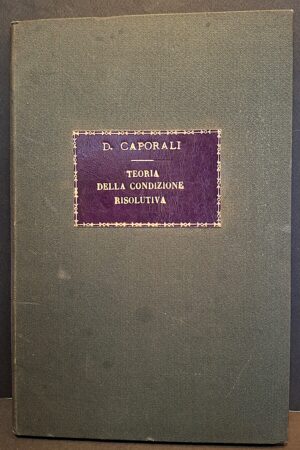 D. CAPORALI
TEORIA
DELLA CONDIZIONE
RISOLUTIVA